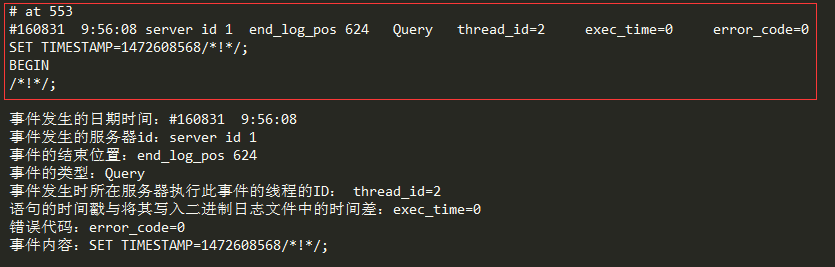 # at 553
#160831  9:56:08 server id 1  end_log_pos 624   Query   thread_id=2     exec_time=0     error_code=0
SET TIMESTAMP=1472608568/*!*/;
BEGIN
/*!*/;
事件发生的日期时间：#160831  9:56:08
事件发生的服务器id：server id 1
事件的结束位置：end_log_pos 624
事件的类型：Query
事件发生时所在服务器执行此事件的线程的ID： thread_id=2
语句的时间戳与将其写入二进制日志文件中的时间差：exec_time=0
错误代码：error_code=0
事件内容：SET TIMESTAMP=1472608568/*!*/;